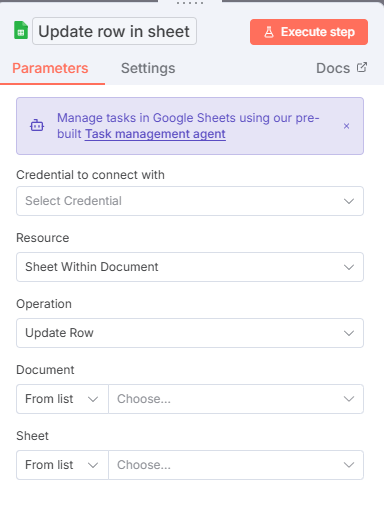 Update row in sheet
Execute step
Parameters
Settings
Docs
Manage tasks in Google Sheets using our pre-
built Task management agent
×
Credential to connect with
Select Credential
Resource
Sheet Within Document
Operation
Update Row
Document
From list
Choose...
Sheet
From list
Choose...